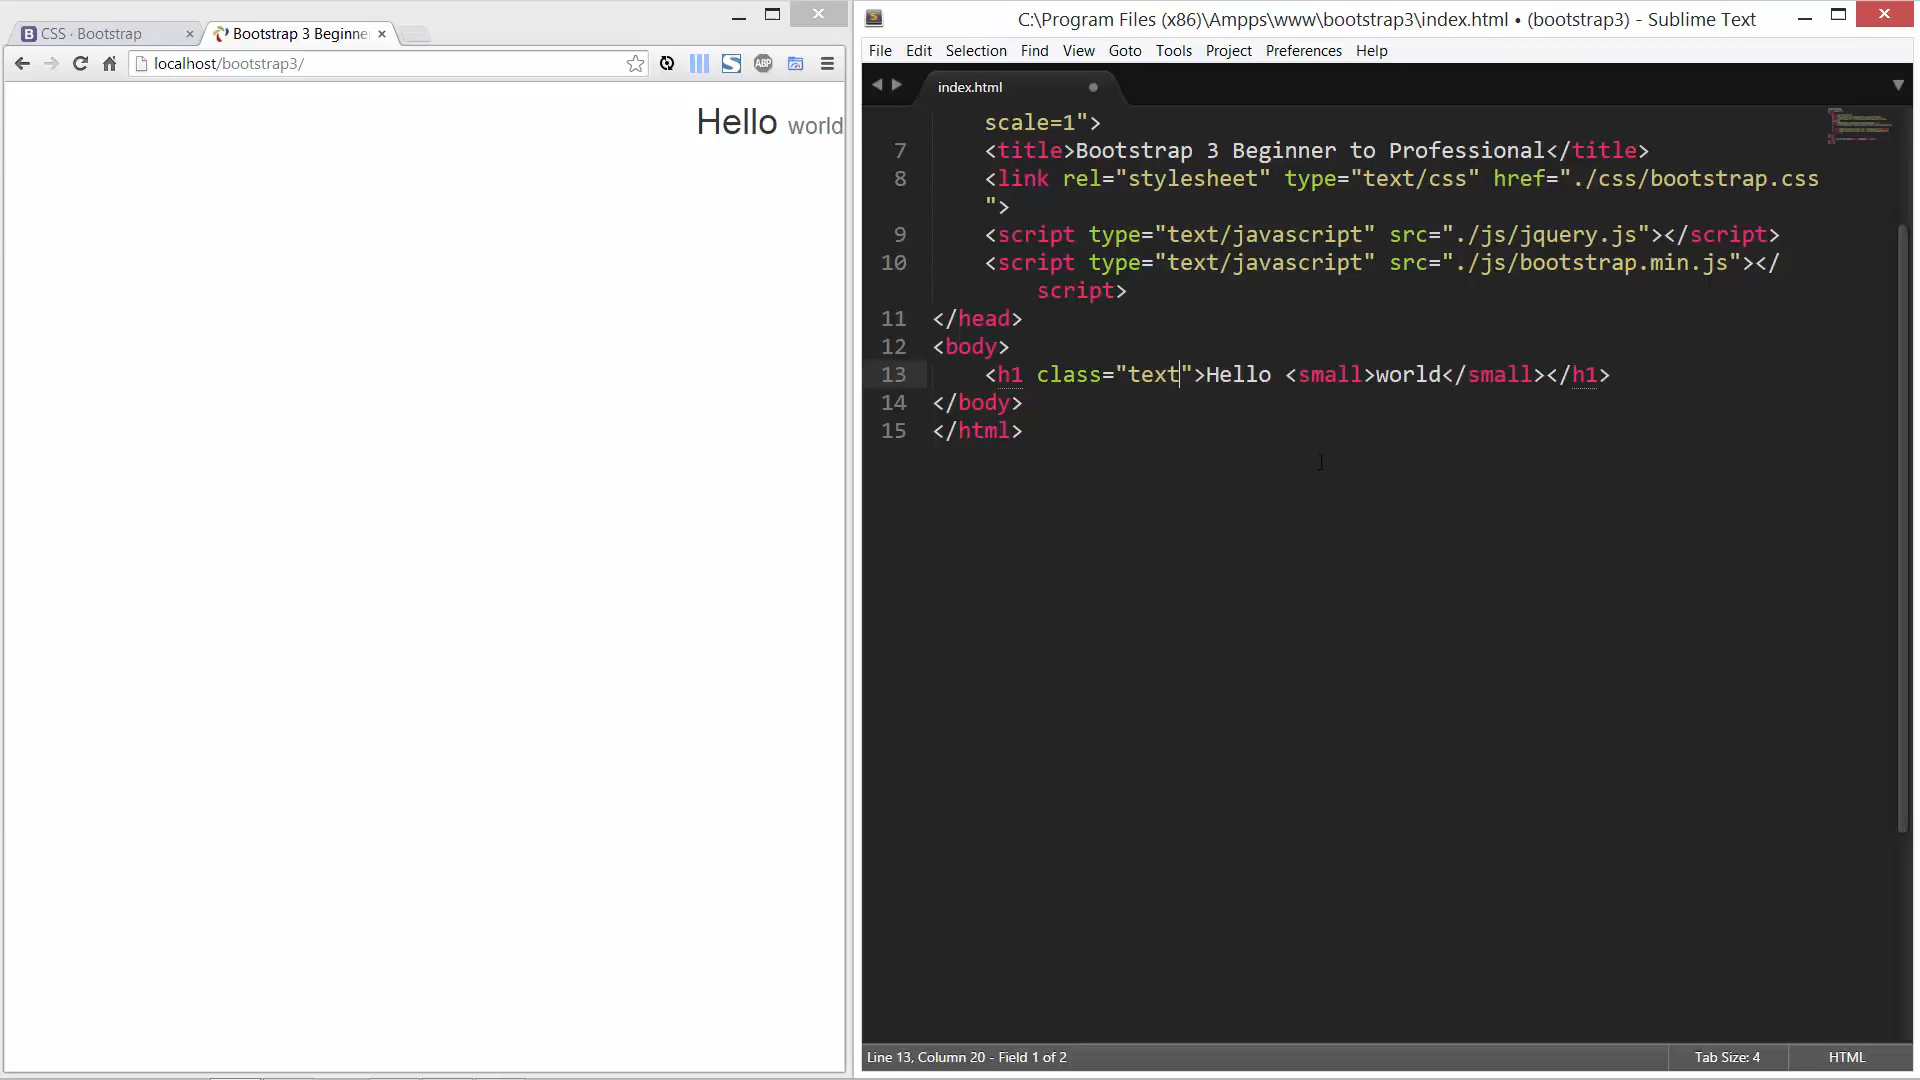 CSS · Bootstrap
Bootstrap 3 Beginne
localhost/bootstrap3/
ABP
Hello world
C:\Program Files (x86)\Ampps\www\bootstrap3\index.html • (bootstrap3) - Sublime Text
File Edit Selection Find View Goto Tools Project Preferences Help
index.html
scale=1">
7 <title>Bootstrap 3 Beginner to Professional</title>
8 <link rel="stylesheet" type="text/css" href="./css/bootstrap.css
">
9 <script type="text/javascript" src="./js/jquery.js"></script>
10 <script type="text/javascript" src="./js/bootstrap.min.js"></
script>
11 </head>
12 <body>
13 <h1 class="text">Hello <small>world</small></h1>
14 </body>
15 </html>
Line 13, Column 20 - Field 1 of 2
Tab Size: 4
HTML